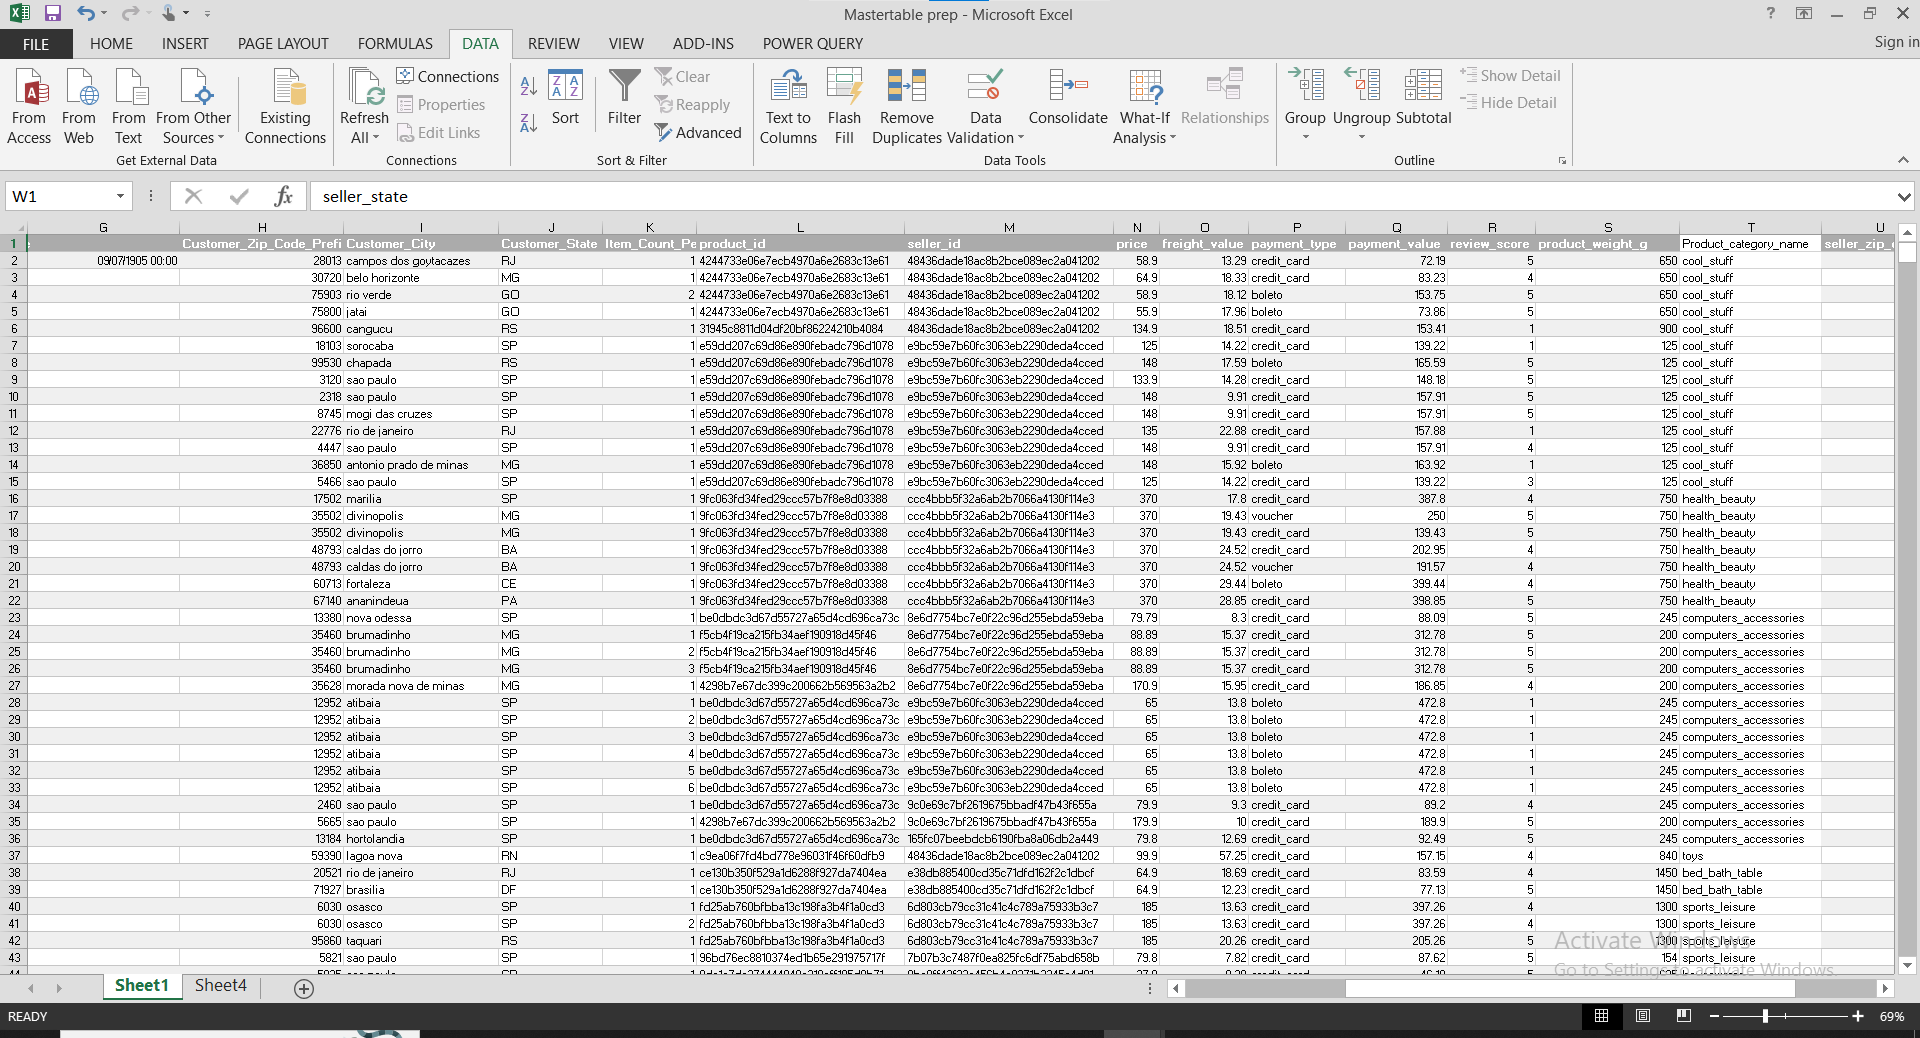 Mastertable prep - Microsoft Excel
?
Sign in
FILE HOME INSERT PAGE LAYOUT FORMULAS DATA REVIEW VIEW ADD-INS POWER QUERY
From Access
From Web
From Text
From Other Sources
Existing Connections
Get External Data
Refresh All
Connections
Properties
Edit Links
Connections
Sort
Filter
Clear
Reapply
Advanced
Sort & Filter
Text to Columns
Flash Fill
Remove Duplicates
Data Validation
Consolidate
What-If Analysis
Relationships
Data Tools
Group
Ungroup
Subtotal
Show Detail
Hide Detail
Outline
W1 fx seller_state
G H I J K L M N O P Q R S T U
1 Customer_Zip_Code_Prefi Customer_City Customer_State Item_Count_Pe product_id seller_id price freight_value payment_type payment_value review_score product_weight_g Product_category_name seller_zip_
2 09/07/1905 00:00 28013 campos dos goytacazes RJ 1 4244733e06e7ecb4970a6e2683c13e61 48436dade18ac8b2bce089ec2a041202 58.9 13.29 credit_card 72.19 5 650 cool_stuff
3 30720 belo horizonte MG 1 4244733e06e7ecb4970a6e2683c13e61 48436dade18ac8b2bce089ec2a041202 64.9 18.33 credit_card 83.23 4 650 cool_stuff
4 75903 rio verde GO 2 4244733e06e7ecb4970a6e2683c13e61 48436dade18ac8b2bce089ec2a041202 58.9 18.12 boleto 153.75 5 650 cool_stuff
5 75800 jatai GO 1 4244733e06e7ecb4970a6e2683c13e61 48436dade18ac8b2bce089ec2a041202 55.9 17.96 boleto 73.86 5 650 cool_stuff
6 96600 cangucu RS 1 31945c8811d04df20bf86224210b4084 48436dade18ac8b2bce089ec2a041202 134.9 18.51 credit_card 153.41 1 900 cool_stuff
7 18103 sorocaba SP 1 e59dd207c69d86e890febadc796d1078 e9bc59e7b60fc3063eb2290deda4cced 125 14.22 credit_card 139.22 1 125 cool_stuff
8 99530 chapada RS 1 e59dd207c69d86e890febadc796d1078 e9bc59e7b60fc3063eb2290deda4cced 148 17.59 boleto 165.59 5 125 cool_stuff
9 3120 sao paulo SP 1 e59dd207c69d86e890febadc796d1078 e9bc59e7b60fc3063eb2290deda4cced 133.9 14.28 credit_card 148.18 5 125 cool_stuff
10 2318 sao paulo SP 1 e59dd207c69d86e890febadc796d1078 e9bc59e7b60fc3063eb2290deda4cced 148 9.91 credit_card 157.91 5 125 cool_stuff
11 8745 mogi das cruzes SP 1 e59dd207c69d86e890febadc796d1078 e9bc59e7b60fc3063eb2290deda4cced 148 9.91 credit_card 157.91 5 125 cool_stuff
12 22776 rio de janeiro RJ 1 e59dd207c69d86e890febadc796d1078 e9bc59e7b60fc3063eb2290deda4cced 135 22.88 credit_card 157.88 1 125 cool_stuff
13 4447 sao paulo SP 1 e59dd207c69d86e890febadc796d1078 e9bc59e7b60fc3063eb2290deda4cced 148 9.91 credit_card 157.91 4 125 cool_stuff
14 36850 antonio prado de minas MG 1 e59dd207c69d86e890febadc796d1078 e9bc59e7b60fc3063eb2290deda4cced 148 15.92 boleto 163.92 1 125 cool_stuff
15 5466 sao paulo SP 1 e59dd207c69d86e890febadc796d1078 e9bc59e7b60fc3063eb2290deda4cced 125 14.22 credit_card 139.22 3 125 cool_stuff
16 17502 marilia SP 1 9fc063fd34fed29ccc57b7f8e8d03388 ccc4bbb5f32a6ab2b7066a4130f114e3 370 17.8 credit_card 387.8 4 750 health_beauty
17 35502 divinopolis MG 1 9fc063fd34fed29ccc57b7f8e8d03388 ccc4bbb5f32a6ab2b7066a4130f114e3 370 19.43 voucher 250 5 750 health_beauty
18 35502 divinopolis MG 1 9fc063fd34fed29ccc57b7f8e8d03388 ccc4bbb5f32a6ab2b7066a4130f114e3 370 19.43 credit_card 139.43 5 750 health_beauty
19 48793 caldas do jorro BA 1 9fc063fd34fed29ccc57b7f8e8d03388 ccc4bbb5f32a6ab2b7066a4130f114e3 370 24.52 credit_card 202.95 4 750 health_beauty
20 48793 caldas do jorro BA 1 9fc063fd34fed29ccc57b7f8e8d03388 ccc4bbb5f32a6ab2b7066a4130f114e3 370 24.52 voucher 191.57 4 750 health_beauty
21 60713 fortaleza CE 1 9fc063fd34fed29ccc57b7f8e8d03388 ccc4bbb5f32a6ab2b7066a4130f114e3 370 29.44 boleto 399.44 4 750 health_beauty
22 67140 ananindeua PA 1 9fc063fd34fed29ccc57b7f8e8d03388 ccc4bbb5f32a6ab2b7066a4130f114e3 370 28.85 credit_card 398.85 5 750 health_beauty
23 13380 nova odessa SP 1 be0dbdc3d67d55727a65d4cd696ca73c 8e6d7754bc7e0f22c96d255ebda59eba 79.79 8.3 credit_card 88.09 5 245 computers_accessories
24 35460 brumadinho MG 1 f5cb4f19ca215fb34aef190918d45f46 8e6d7754bc7e0f22c96d255ebda59eba 88.89 15.37 credit_card 312.78 5 200 computers_accessories
25 35460 brumadinho MG 2 f5cb4f19ca215fb34aef190918d45f46 8e6d7754bc7e0f22c96d255ebda59eba 88.89 15.37 credit_card 312.78 5 200 computers_accessories
26 35460 brumadinho MG 3 f5cb4f19ca215fb34aef190918d45f46 8e6d7754bc7e0f22c96d255ebda59eba 88.89 15.37 credit_card 312.78 5 200 computers_accessories
27 35628 morada nova de minas MG 1 4298b7e67dc399c200662b569563a2b2 8e6d7754bc7e0f22c96d255ebda59eba 170.9 15.95 credit_card 186.85 4 200 computers_accessories
28 12952 atibaia SP 1 be0dbdc3d67d55727a65d4cd696ca73c e9bc59e7b60fc3063eb2290deda4cced 65 13.8 boleto 472.8 1 245 computers_accessories
29 12952 atibaia SP 2 be0dbdc3d67d55727a65d4cd696ca73c e9bc59e7b60fc3063eb2290deda4cced 65 13.8 boleto 472.8 1 245 computers_accessories
30 12952 atibaia SP 3 be0dbdc3d67d55727a65d4cd696ca73c e9bc59e7b60fc3063eb2290deda4cced 65 13.8 boleto 472.8 1 245 computers_accessories
31 12952 atibaia SP 4 be0dbdc3d67d55727a65d4cd696ca73c e9bc59e7b60fc3063eb2290deda4cced 65 13.8 boleto 472.8 1 245 computers_accessories
32 12952 atibaia SP 5 be0dbdc3d67d55727a65d4cd696ca73c e9bc59e7b60fc3063eb2290deda4cced 65 13.8 boleto 472.8 1 245 computers_accessories
33 12952 atibaia SP 6 be0dbdc3d67d55727a65d4cd696ca73c e9bc59e7b60fc3063eb2290deda4cced 65 13.8 boleto 472.8 1 245 computers_accessories
34 2460 sao paulo SP 1 be0dbdc3d67d55727a65d4cd696ca73c 9c0e69c7bf2619675bbadf47b43f655a 79.9 9.3 credit_card 89.2 4 245 computers_accessories
35 5665 sao paulo SP 1 4298b7e67dc399c200662b569563a2b2 9c0e69c7bf2619675bbadf47b43f655a 179.9 10 credit_card 189.9 5 200 computers_accessories
36 13184 hortolandia SP 1 be0dbdc3d67d55727a65d4cd696ca73c 165fc07beebdcb6190fba8a06db2a449 79.8 12.69 credit_card 92.49 5 245 computers_accessories
37 59390 lagoa nova RN 1 c9ea06f7fd4bd778e96031f46f60dfb9 48436dade18ac8b2bce089ec2a041202 99.9 57.25 credit_card 157.15 4 840 toys
38 20521 rio de janeiro RJ 1 ce130b350f529a1d6288f927da7404ea e38db885400cd35c71dfd162f2c1dbcf 64.9 18.69 credit_card 83.59 4 1450 bed_bath_table
39 71927 brasilia DF 1 ce130b350f529a1d6288f927da7404ea e38db885400cd35c71dfd162f2c1dbcf 64.9 12.23 credit_card 77.13 5 1450 bed_bath_table
40 6030 osasco SP 1 fd25ab760bfbba13c198fa3b4f1a0cd3 6d803cb79cc31c41c4c789a75933b3c7 185 13.63 credit_card 397.26 4 1300 sports_leisure
41 6030 osasco SP 2 fd25ab760bfbba13c198fa3b4f1a0cd3 6d803cb79cc31c41c4c789a75933b3c7 185 13.63 credit_card 397.26 4 1300 sports_leisure
42 95860 taquari RS 1 fd25ab760bfbba13c198fa3b4f1a0cd3 6d803cb79cc31c41c4c789a75933b3c7 185 20.26 credit_card 205.26 5 1300 sports_leisure
43 5821 sao paulo SP 1 96bd76ec8810374ed1b65e291975717f 7b07b3c7487f0ea825fc6df75abd658b 79.8 7.82 credit_card 87.62 5 154 sports_leisure
Activate Windows
Go to Settings to activate Windows.
Sheet1 Sheet4
READY 69%